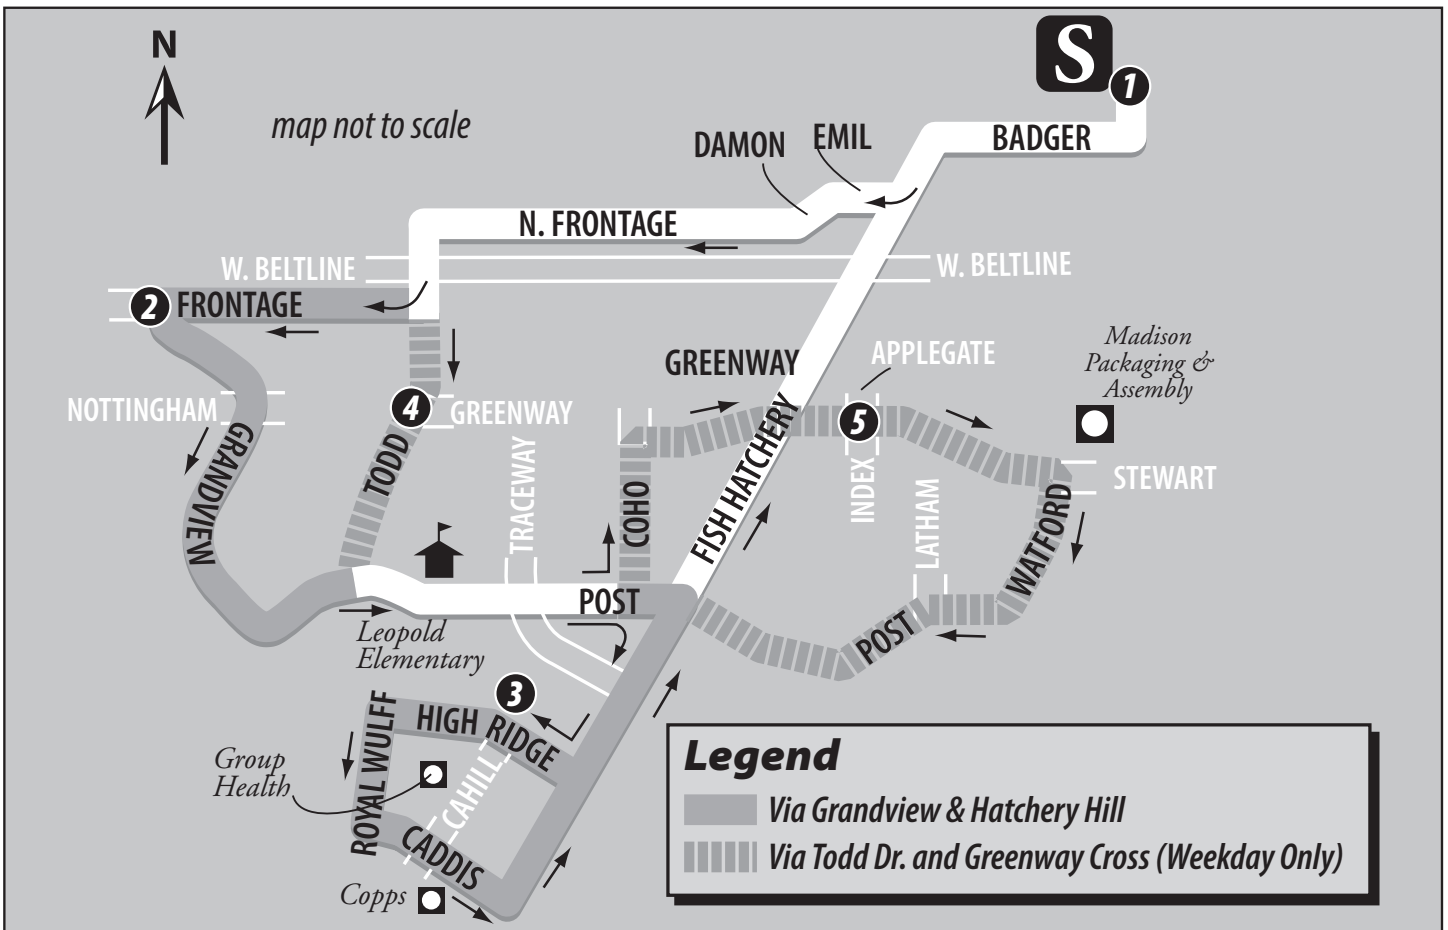 N
map not to scale
S
1
BADGER
DAMON
EMIL
N. FRONTAGE
W. BELTLINE
W. BELTLINE
2
FRONTAGE
GREENWAY
APPLEGATE
Madison
Packaging &
Assembly
NOTTINGHAM
4
GREENWAY
5
GRANDVIEW
TODD
TRACEWAY
COHO
FISH HATCHERY
INDEX
LATHAM
STEWART
WATFORD
POST
POST
Leopold
Elementary
3
HIGH RIDGE
ROYAL WULFF
Group
Health
CAHILL
CADDIS
Copps
Legend
Via Grandview & Hatchery Hill
Via Todd Dr. and Greenway Cross (Weekday Only)